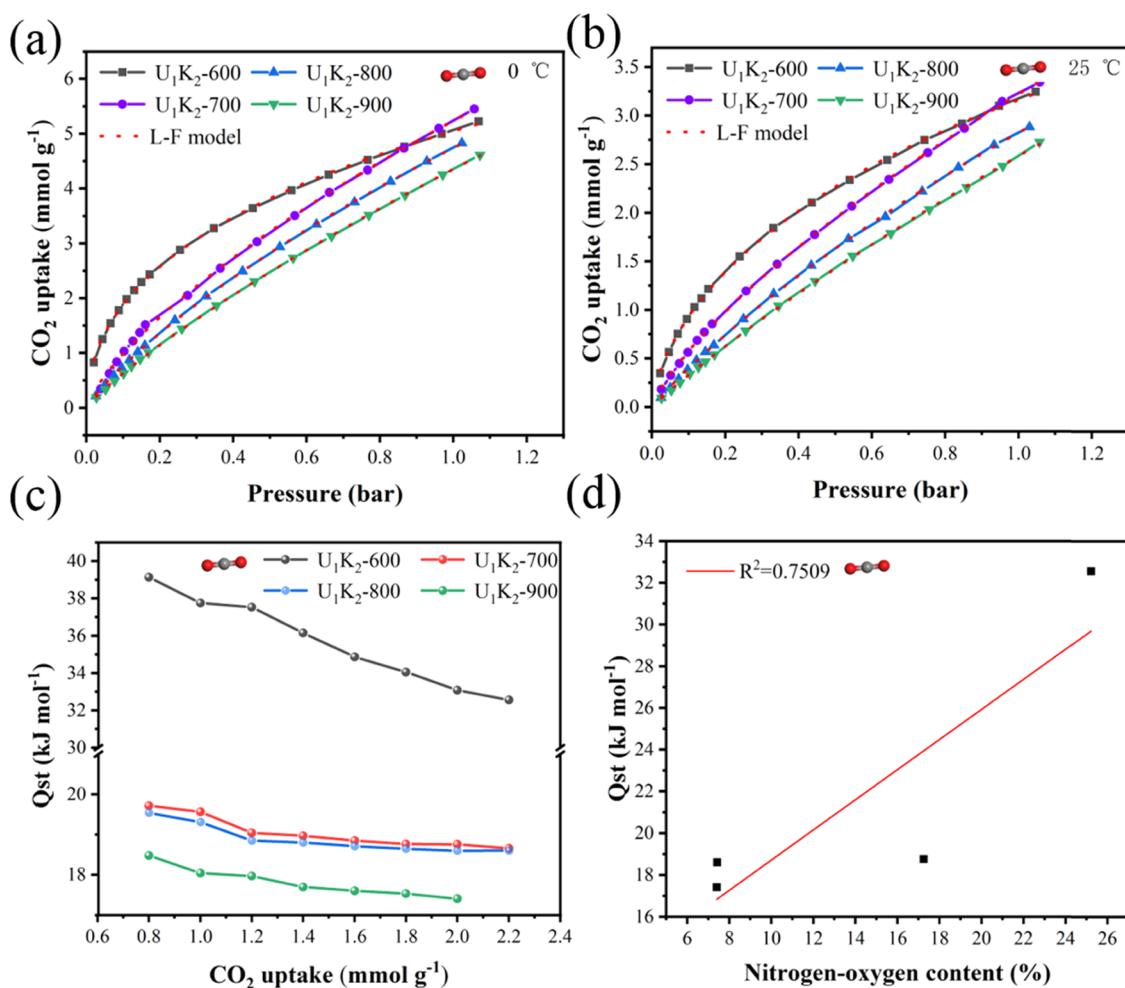 (a)
U₁K₂-600
U₁K₂-800
0 ℃
U₁K₂-700
U₁K₂-900
L-F model
6
5
4
3
2
1
0
CO₂ uptake (mmol g⁻¹)
0.0 0.2 0.4 0.6 0.8 1.0 1.2
Pressure (bar)
(b)
U₁K₂-600
U₁K₂-800
25 ℃
U₁K₂-700
U₁K₂-900
L-F model
3.5
3.0
2.5
2.0
1.5
1.0
0.5
0.0
CO₂ uptake (mmol g⁻¹)
0.0 0.2 0.4 0.6 0.8 1.0 1.2
Pressure (bar)
(c)
U₁K₂-600
U₁K₂-700
U₁K₂-800
U₁K₂-900
40
38
36
34
32
30
20
18
Qst (kJ mol⁻¹)
0.6 0.8 1.0 1.2 1.4 1.6 1.8 2.0 2.2 2.4
CO₂ uptake (mmol g⁻¹)
(d)
R²=0.7509
34
32
30
28
26
24
22
20
18
16
Qst (kJ mol⁻¹)
6 8 10 12 14 16 18 20 22 24 26
Nitrogen-oxygen content (%)